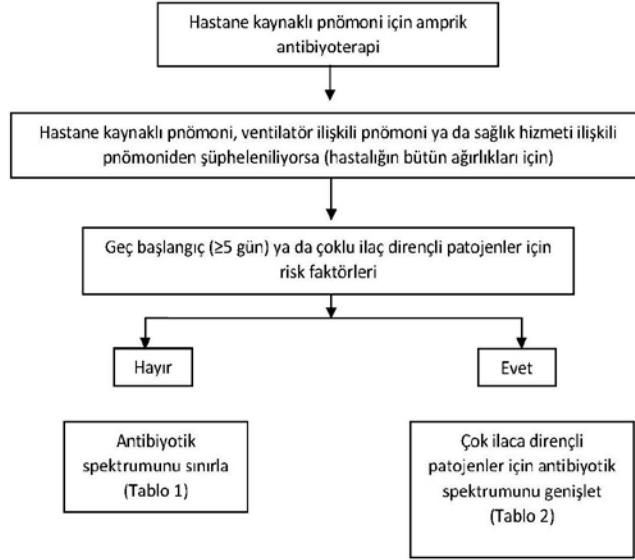 Hastane kaynaklı pnömoni için amprik
antibiyoterapi
Hastane kaynaklı pnömoni, ventilatör ilişkili pnömoni ya da sağlık hizmeti ilişkili
pnömoniden şüpheleniliyorsa (hastalığın bütün ağırlıkları için)
Geç başlangıç (≥5 gün) ya da çoklu ilaç dirençli patojenler için
risk faktörleri
Hayır
Evet
Antibiyotik
spektrumunu sınırla
(Tablo 1)
Çok ilaca dirençli
patojenler için antibiyotik
spektrumunu genişlet
(Tablo 2)